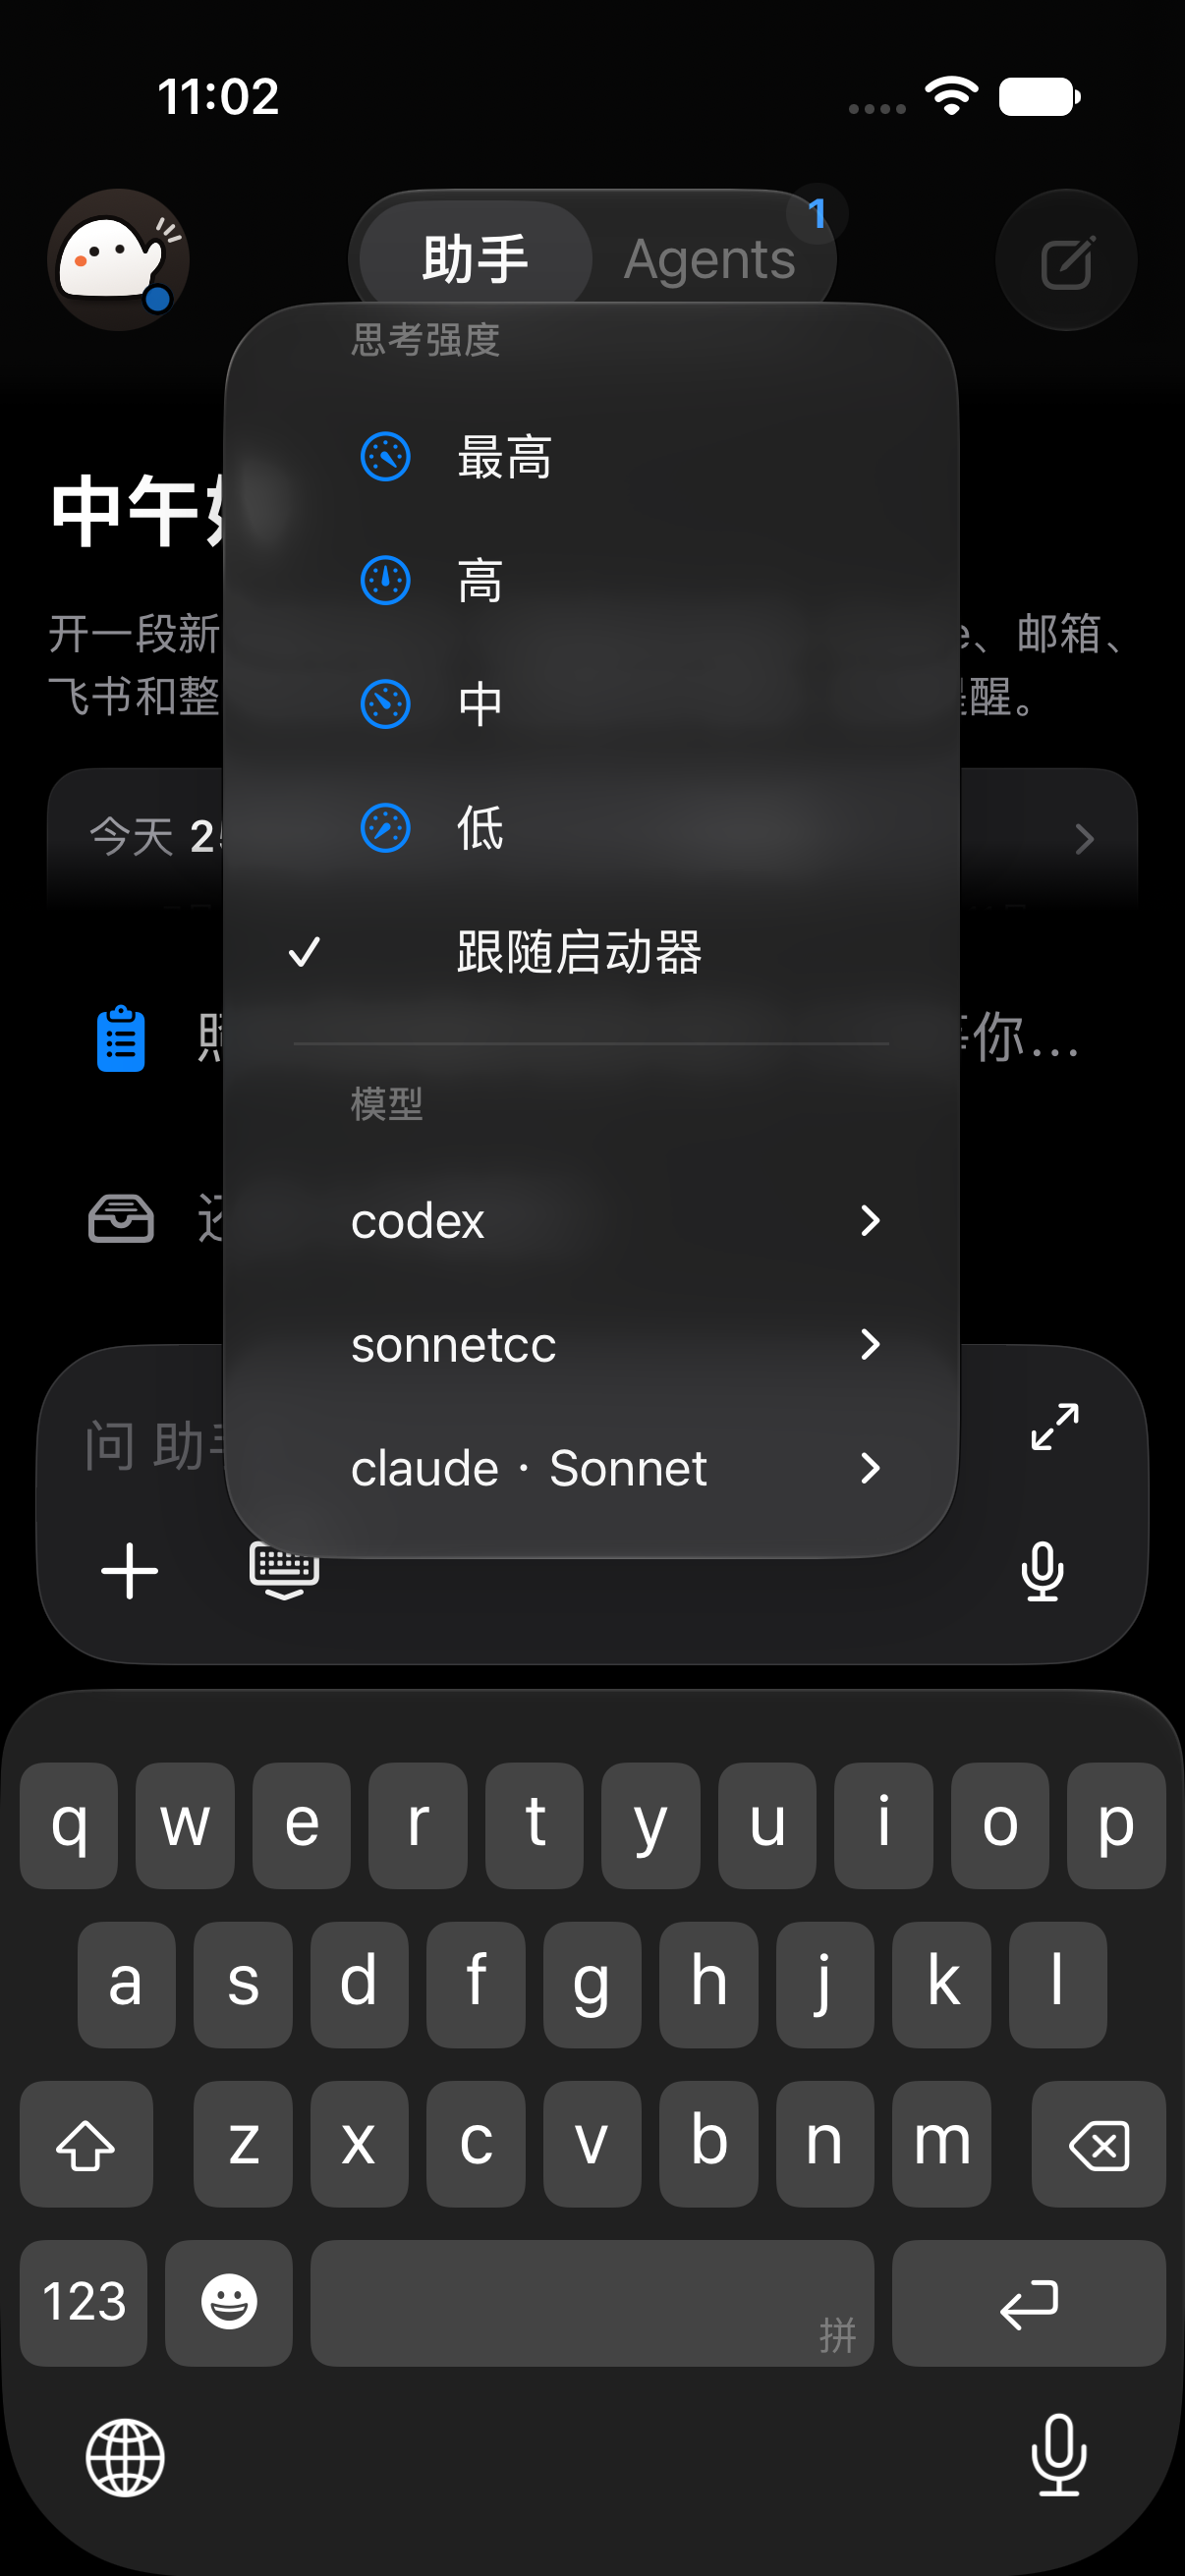 11:02
助手
Agents
1
思考强度
最高
高
中
低
跟随启动器
模型
codex
sonnetcc
claude · Sonnet
中午
开一段新
、邮箱、
飞书和整
醒。
今天 2
你...
问 助
q w e r t y u i o p
a s d f g h j k l
z x c v b n m
123
拼